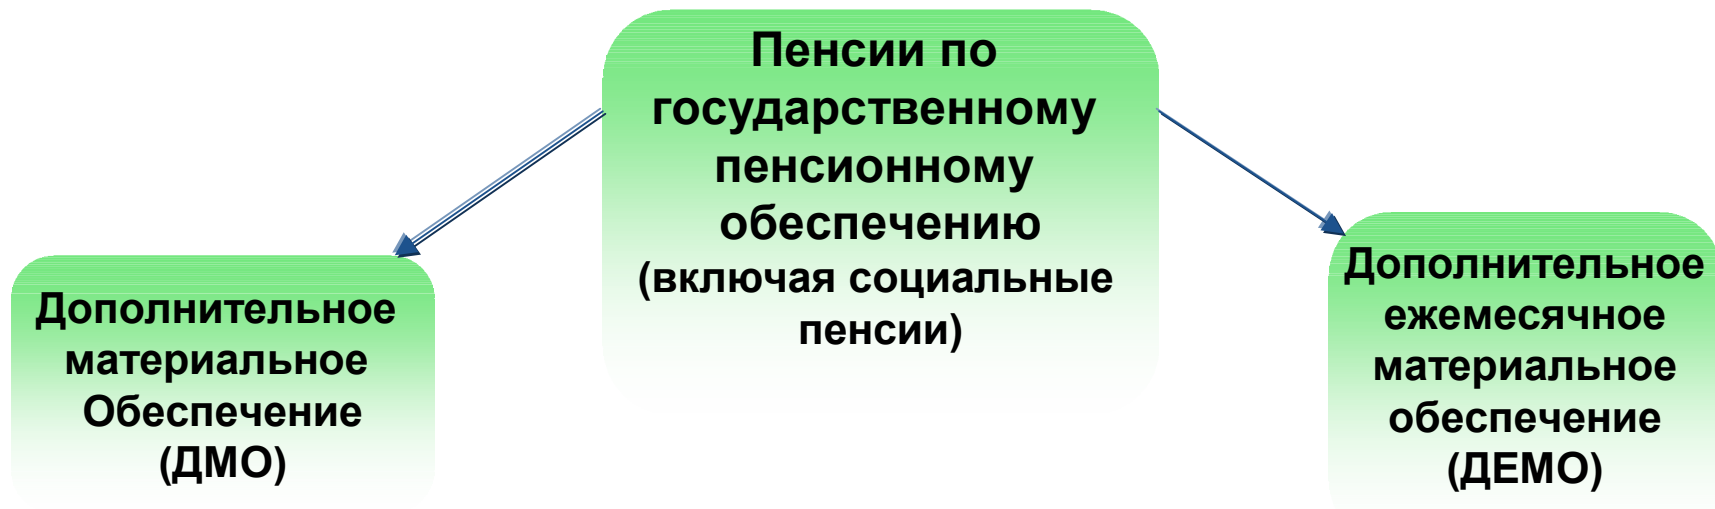 Пенсии по
государственному
пенсионному
обеспечению
(включая социальные
пенсии)
Дополнительное
материальное
Обеспечение
(ДМО)
Дополнительное
ежемесячное
материальное
обеспечение
(ДЕМО)